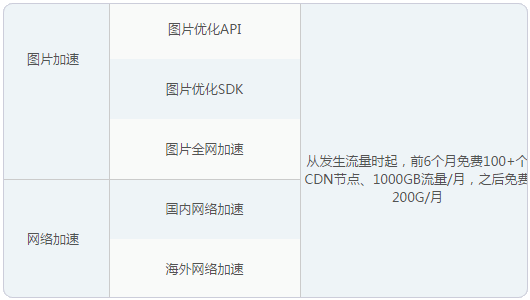 图片加速
图片优化API
图片优化SDK
图片全网加速
网络加速
国内网络加速
海外网络加速
从发生流量时起，前6个月免费100+个
CDN节点、1000GB流量/月，之后免费
200G/月